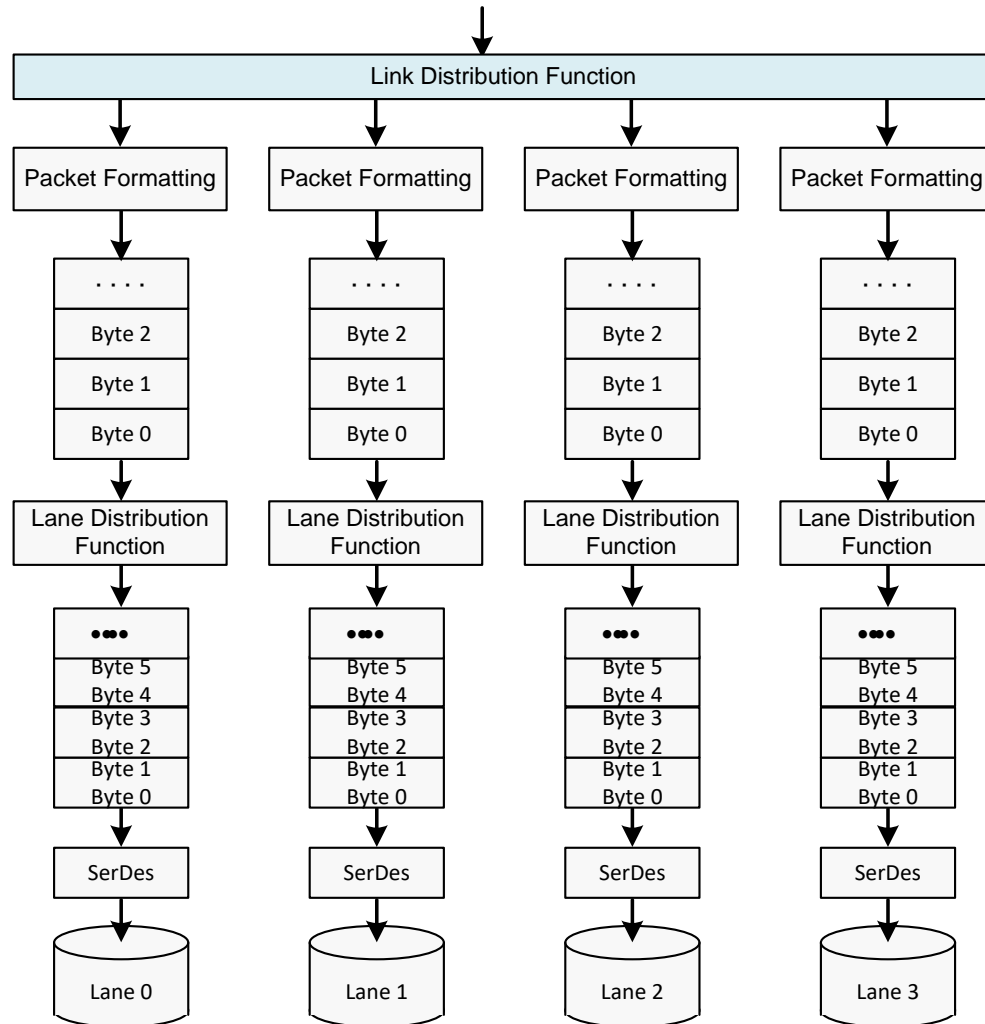 Link Distribution Function
Packet Formatting Packet Formatting Packet Formatting Packet Formatting
. . . . . . . . . . . . . . . .
Byte 2 Byte 2 Byte 2 Byte 2
Byte 1 Byte 1 Byte 1 Byte 1
Byte 0 Byte 0 Byte 0 Byte 0
Lane Distribution Lane Distribution Lane Distribution Lane Distribution
Function Function Function Function
•••• •••• •••• ••••
Byte 5 Byte 5 Byte 5 Byte 5
Byte 4 Byte 4 Byte 4 Byte 4
Byte 3 Byte 3 Byte 3 Byte 3
Byte 2 Byte 2 Byte 2 Byte 2
Byte 1 Byte 1 Byte 1 Byte 1
Byte 0 Byte 0 Byte 0 Byte 0
SerDes SerDes SerDes SerDes
Lane 0 Lane 1 Lane 2 Lane 3